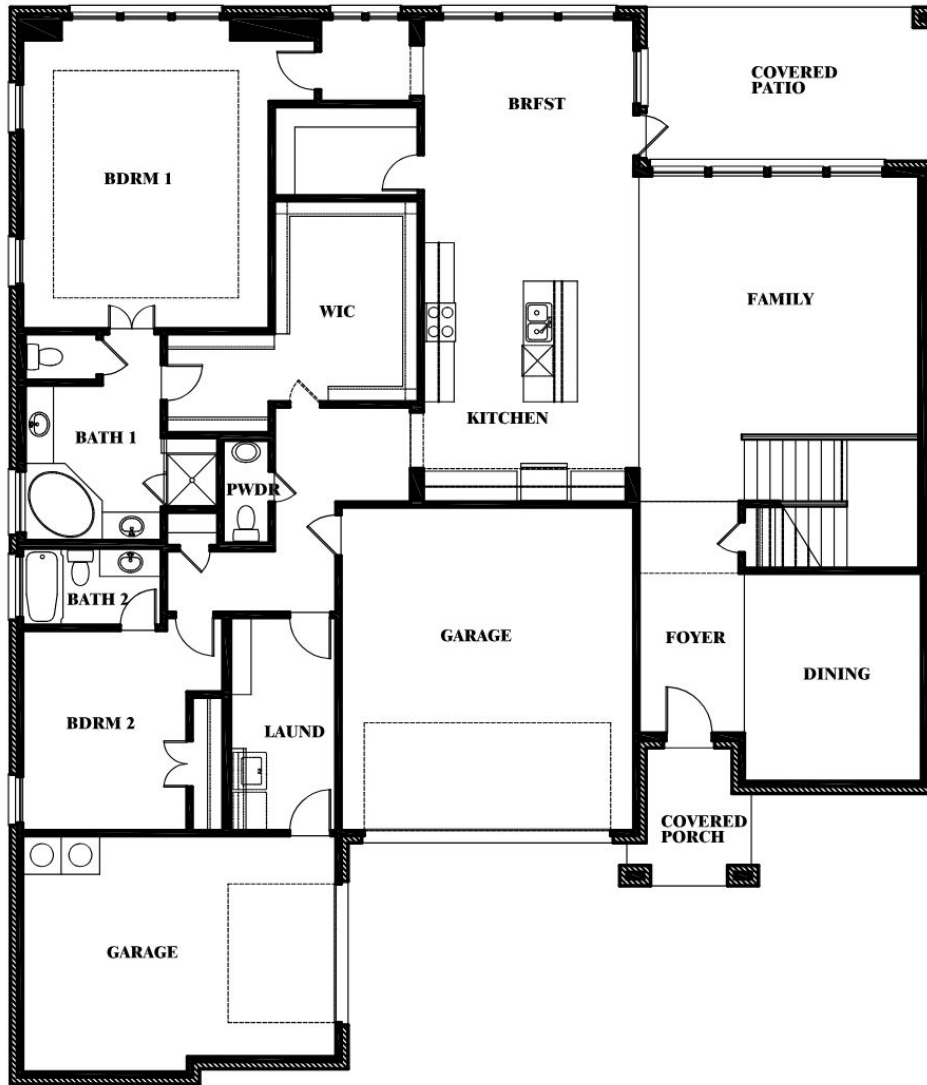 COVERED
PATIO
BRFST
BDRM 1
WIC
FAMILY
KITCHEN
BATH 1
PWDR
BATH 2
GARAGE
FOYER
DINING
BDRM 2
LAUND
COVERED
PORCH
GARAGE